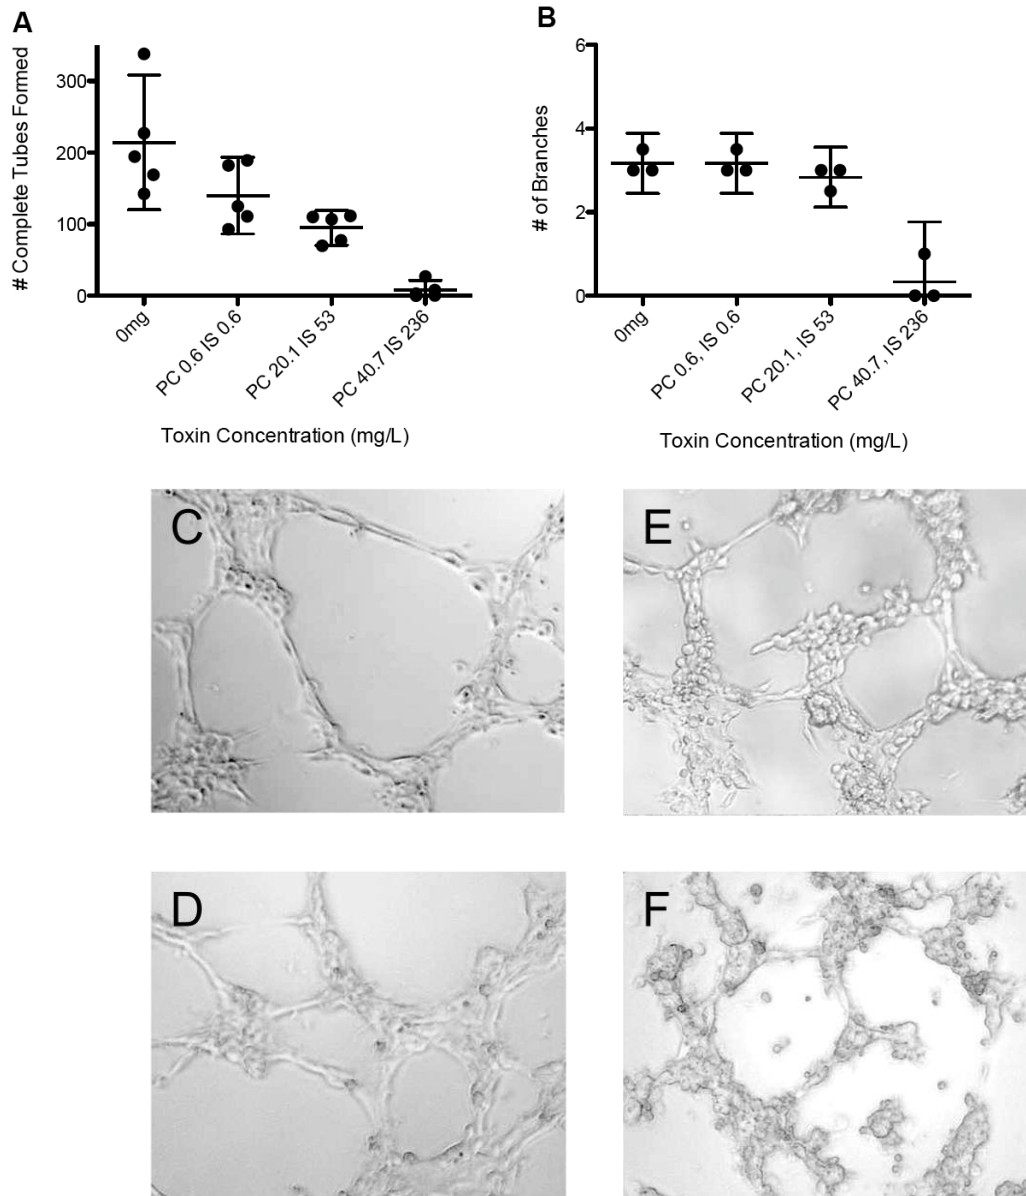 A
# Complete Tubes Formed
300
200
100
0
0mg
PC 0.6 IS 0.6
PC 20.1 IS 53
PC 40.7 IS 236
Toxin Concentration (mg/L)
B
# of Branches
6
4
2
0
0mg
PC 0.6, IS 0.6
PC 20.1, IS 53
PC 40.7, IS 236
Toxin Concentration (mg/L)
C
E
D
F